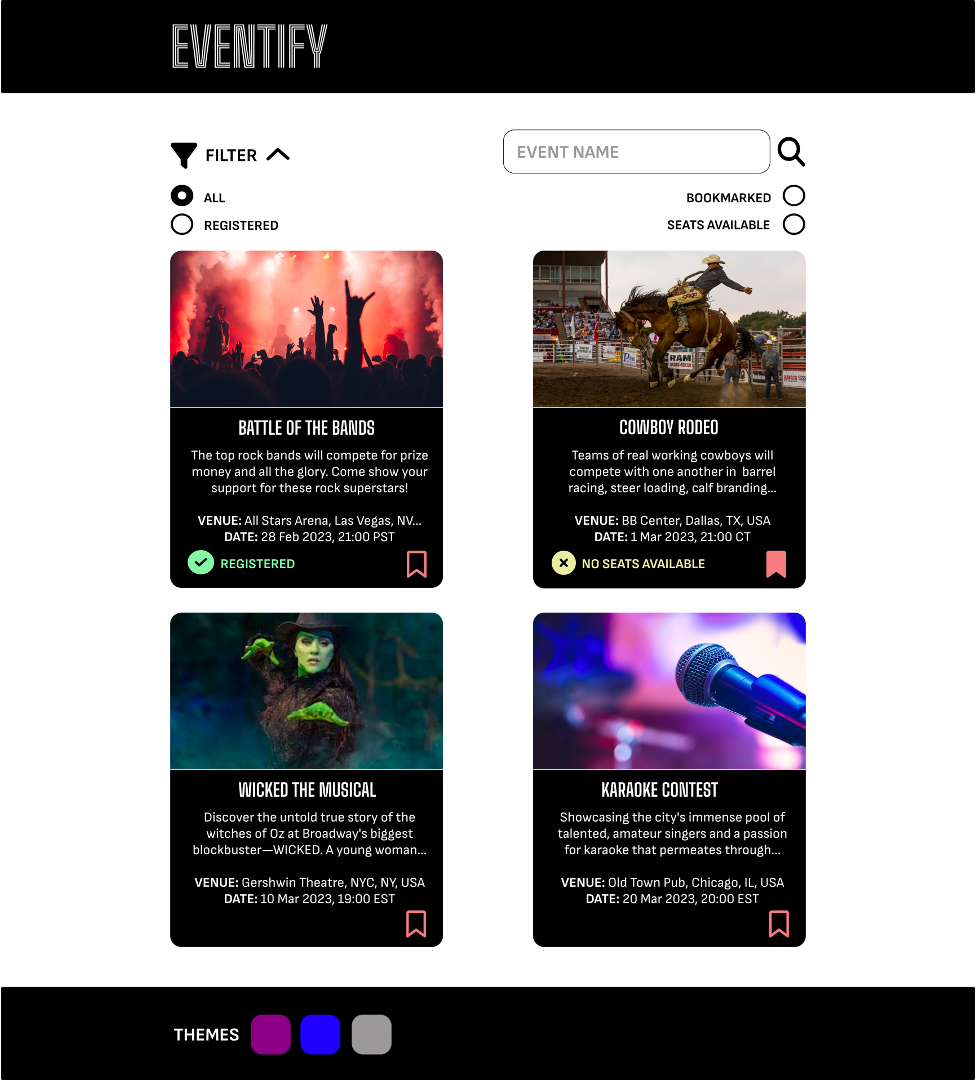 EVENTIFY
FILTER
EVENT NAME
ALL
BOOKMARKED
REGISTERED
SEATS AVAILABLE
RAM
BATTLE OF THE BANDS
The top rock bands will compete for prize
money and all the glory. Come show your
support for these rock superstars!
VENUE: All Stars Arena, Las Vegas, NV...
DATE: 28 Feb 2023, 21:00 PST
REGISTERED
COWBOY RODEO
Teams of real working cowboys will
compete with one another in  barrel
racing, steer loading, calf branding...
VENUE: BB Center, Dallas, TX, USA
DATE: 1 Mar 2023, 21:00 CT
NO SEATS AVAILABLE
WICKED THE MUSICAL
Discover the untold true story of the
witches of Oz at Broadway's biggest
blockbuster—WICKED. A young woman...
VENUE: Gershwin Theatre, NYC, NY, USA
DATE: 10 Mar 2023, 19:00 EST
KARAOKE CONTEST
Showcasing the city's immense pool of
talented, amateur singers and a passion
for karaoke that permeates through...
VENUE: Old Town Pub, Chicago, IL, USA
DATE: 20 Mar 2023, 20:00 EST
THEMES